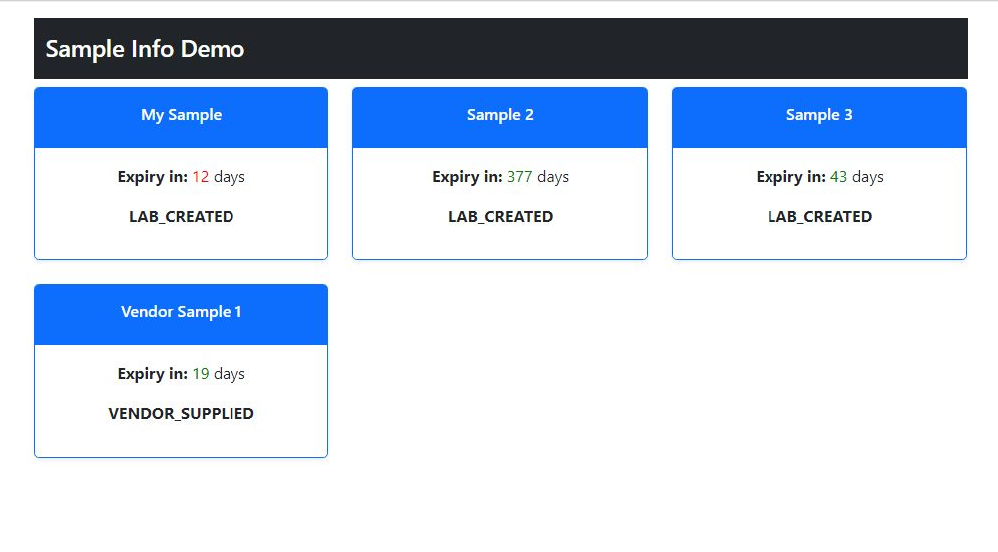 Sample Info Demo
My Sample
Expiry in: 12 days
LAB_CREATED
Sample 2
Expiry in: 377 days
LAB_CREATED
Sample 3
Expiry in: 43 days
LAB_CREATED
Vendor Sample 1
Expiry in: 19 days
VENDOR_SUPPLIED